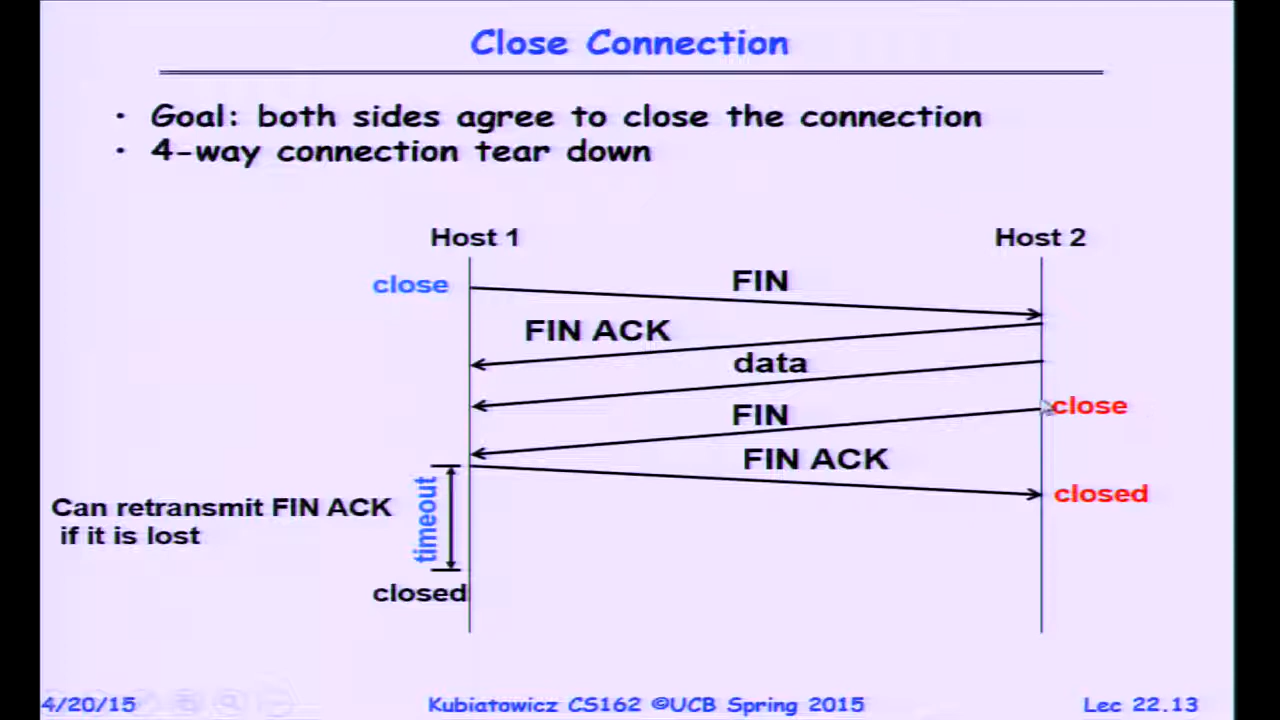 Close Connection
• Goal: both sides agree to close the connection
• 4-way connection tear down
Host 1
Host 2
close
FIN
FIN ACK
data
close
FIN
FIN ACK
closed
Can retransmit FIN ACK
if it is lost
timeout
closed
4/20/15
Kubiatowicz CS162 ©UCB Spring 2015
Lec 22.13